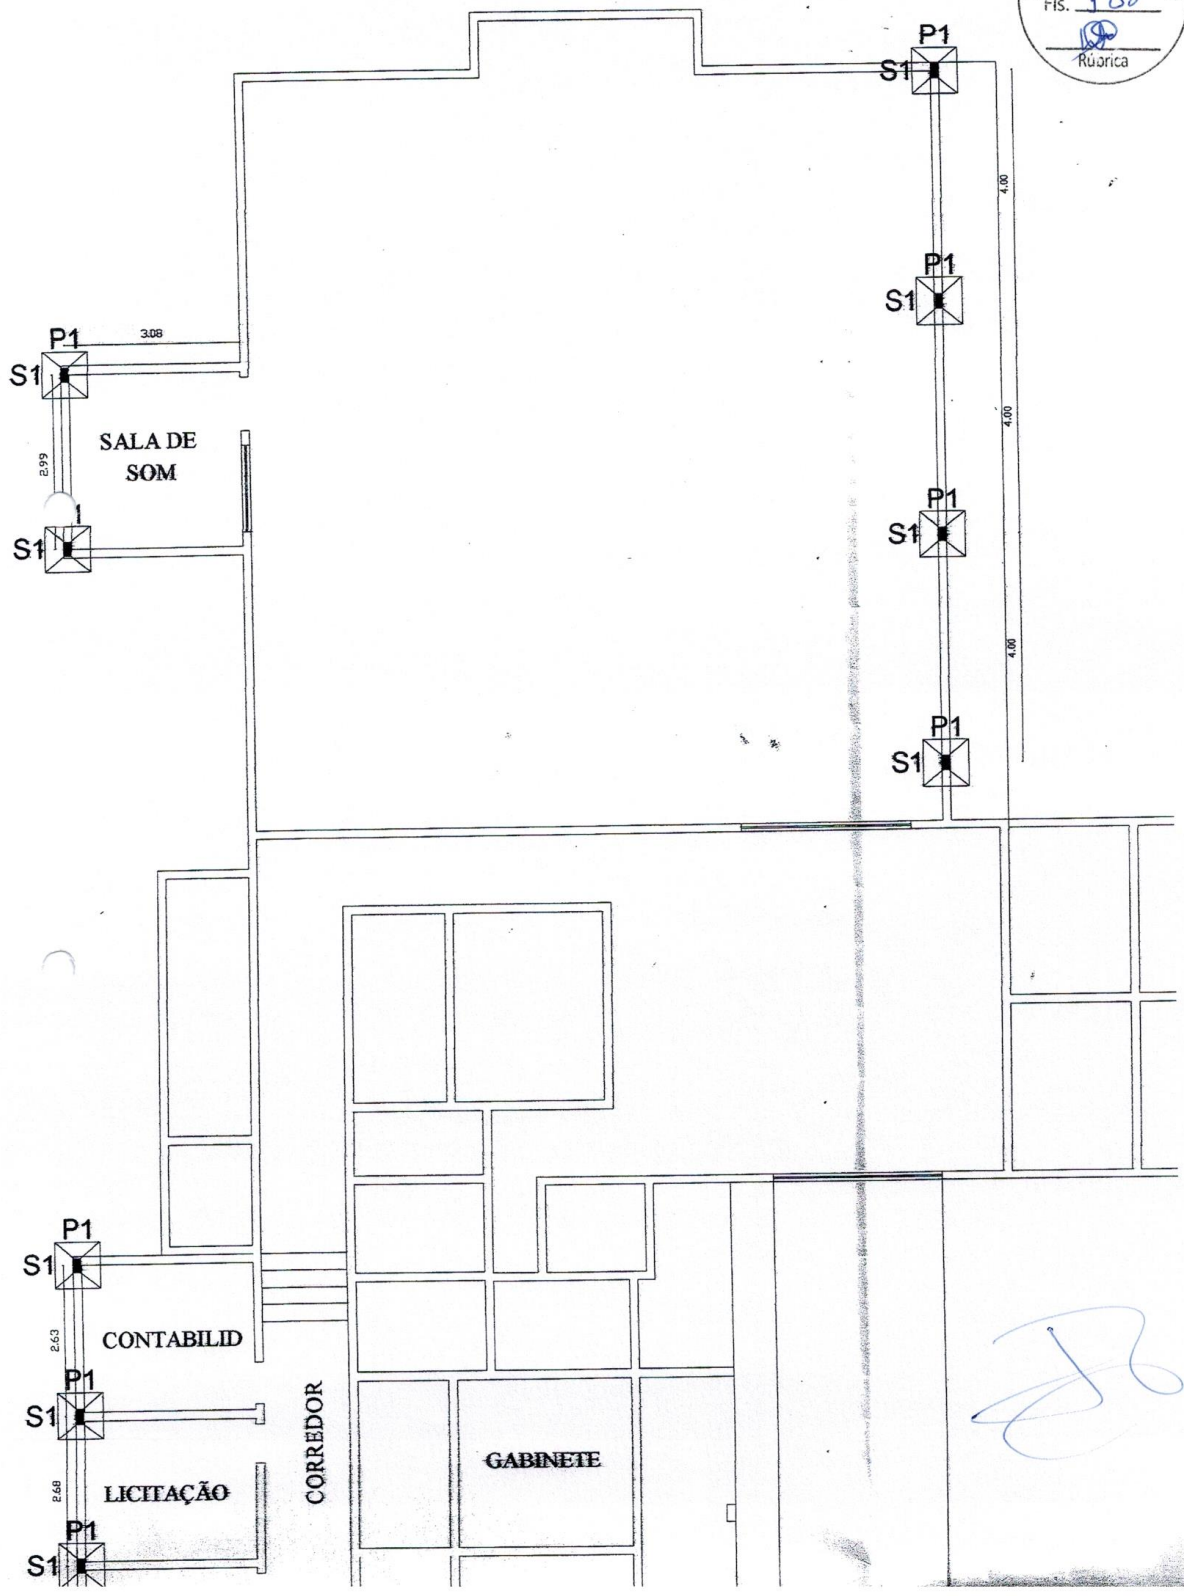 Fls.
Rúbrica
P1
S1
4.00
P1
S1
P1
3.08
S1
SALA DE
SOM
2.99
4.00
P1
S1
1
S1
4.00
P1
S1
P1
S1
2.63
CONTABILID
P1
S1
CORREDOR
GABINETE
2.68
LICITAÇÃO
P1
S1